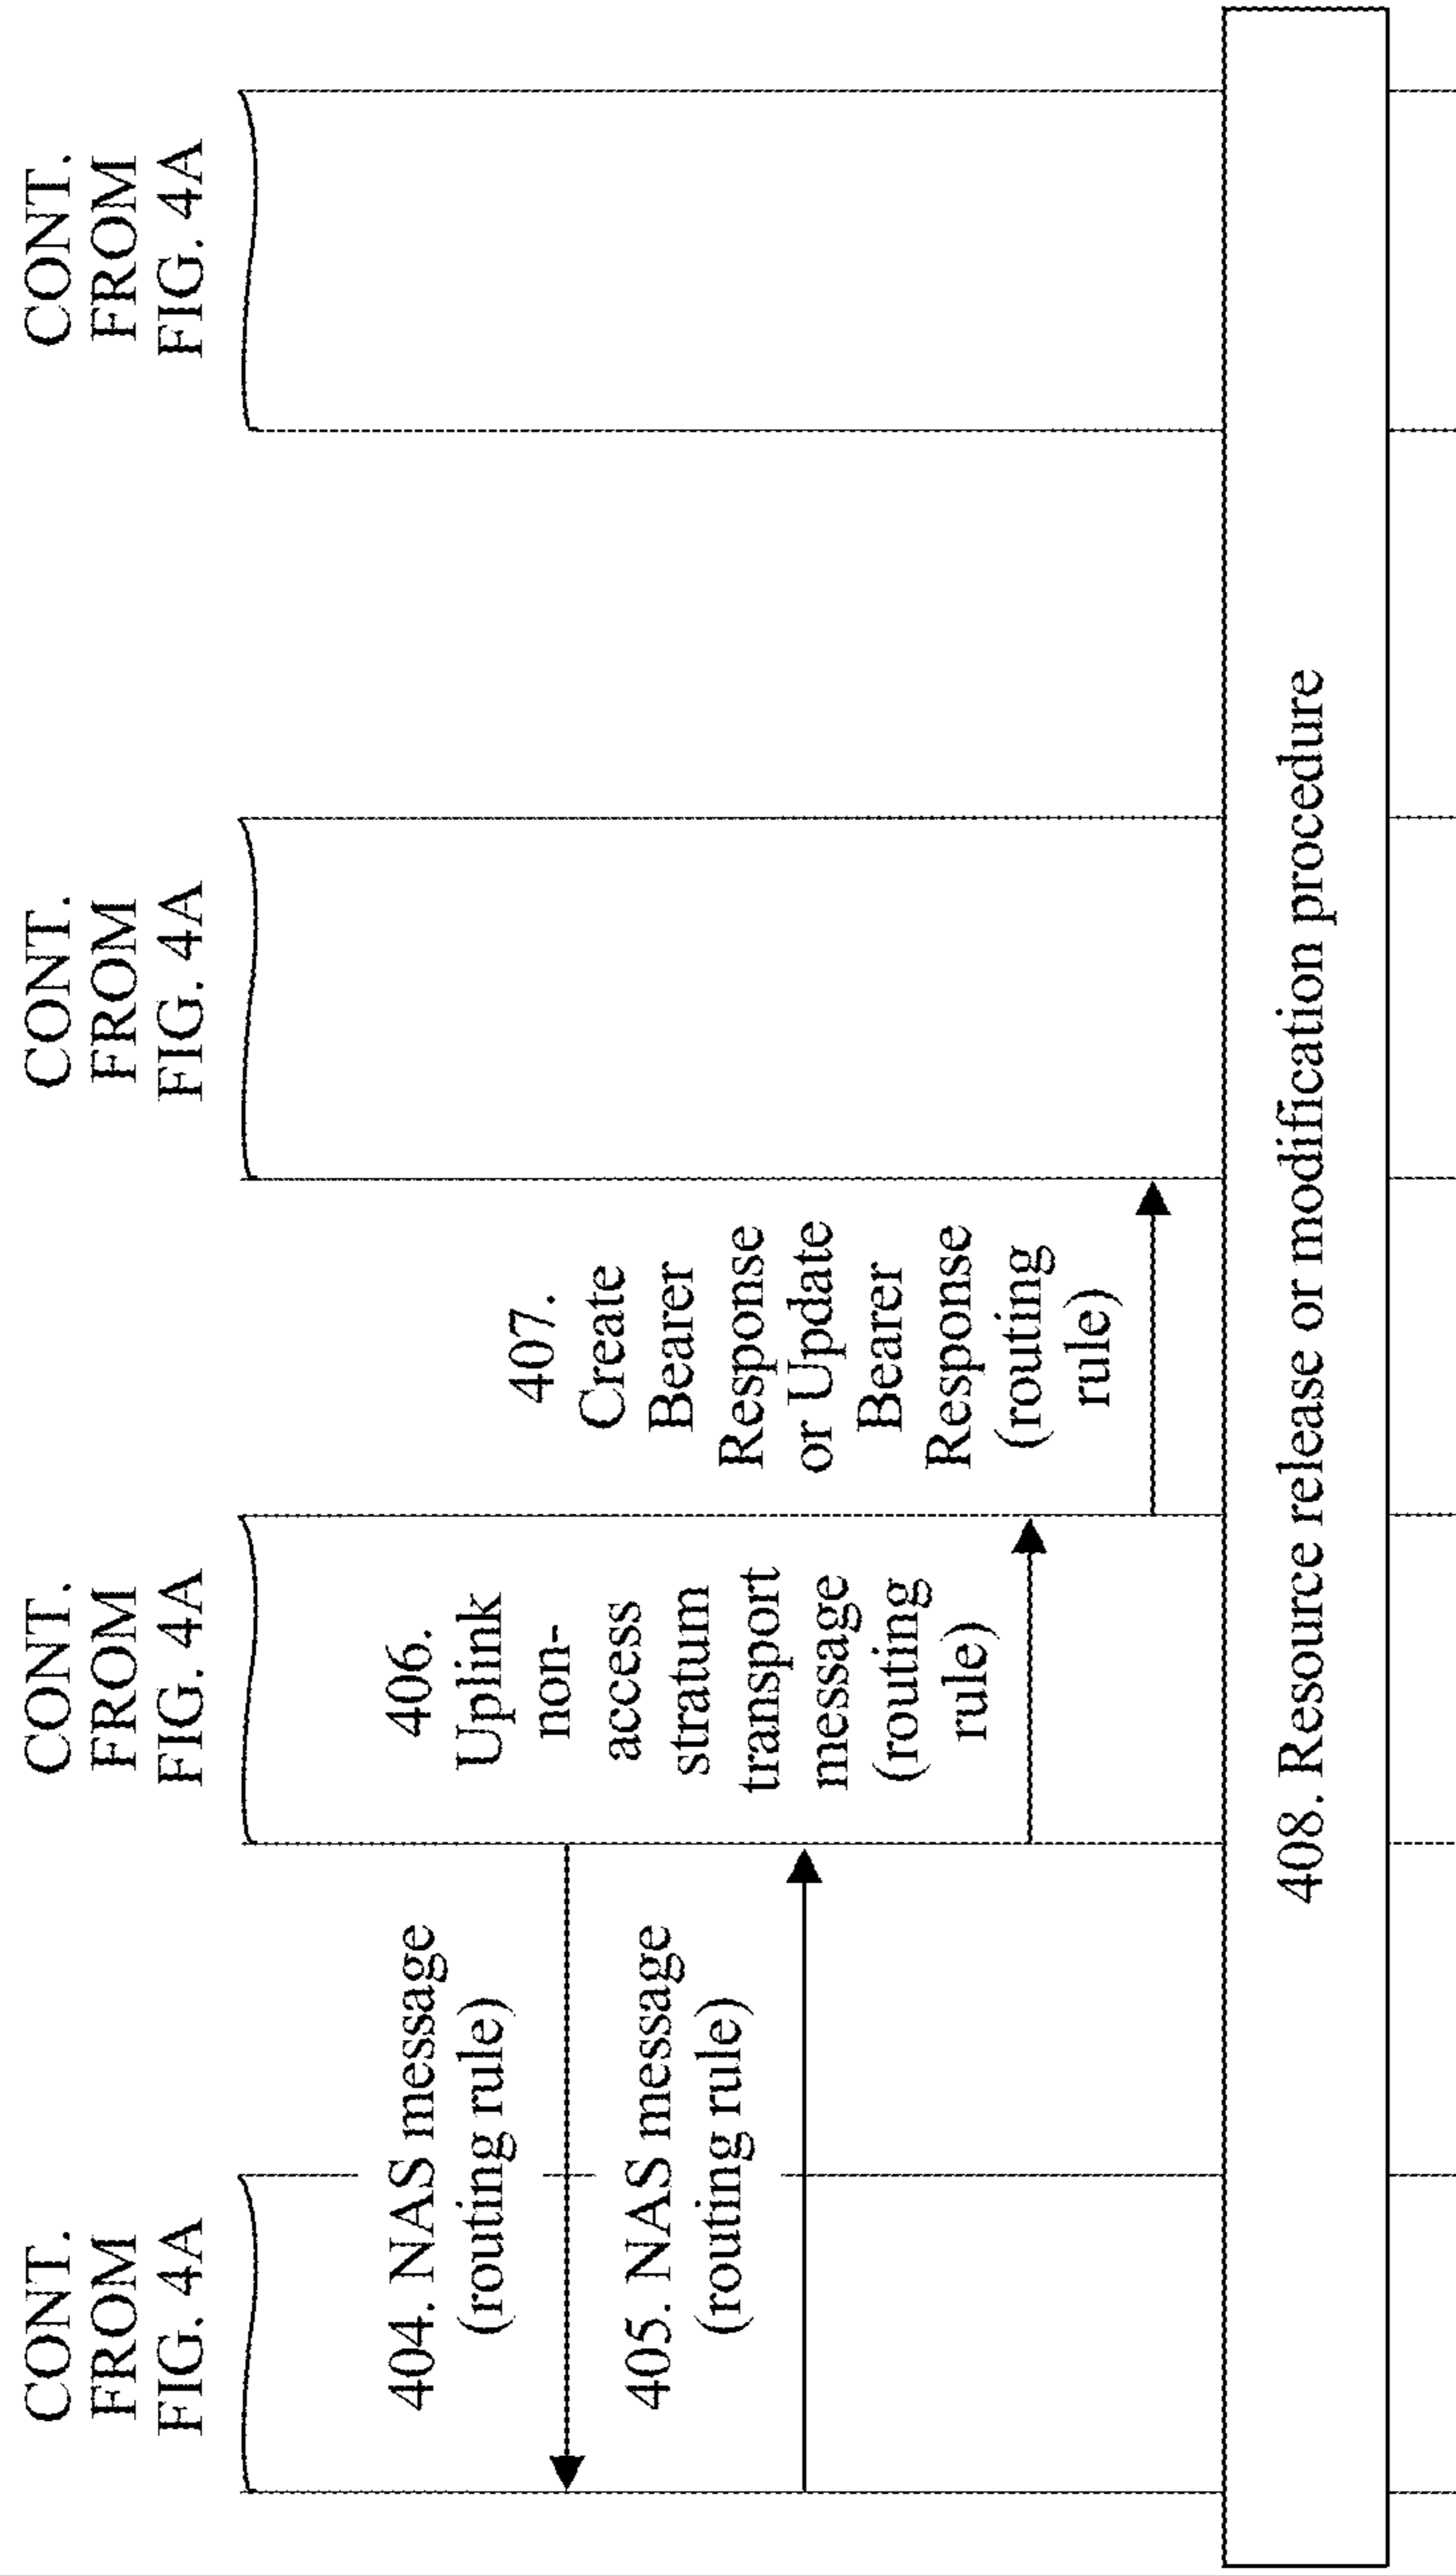 CONT.
FROM
FIG. 4A
CONT.
FROM
FIG. 4A
CONT.
FROM
FIG. 4A
CONT.
FROM
FIG. 4A
404. NAS message
(routing rule)
405. NAS message
(routing rule)
406.
Uplink
non-
access
stratum
transport
message
(routing
rule)
407.
Create
Bearer
Response
or Update
Bearer
Response
(routing
rule)
408. Resource release or modification procedure